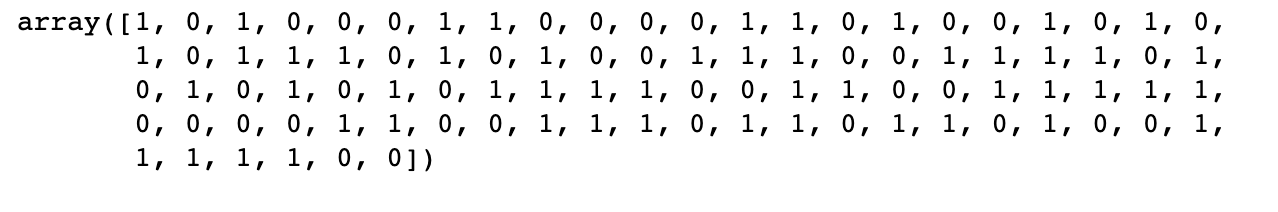 array([1, 0, 1, 0, 0, 0, 1, 1, 0, 0, 0, 0, 1, 1, 0, 1, 0, 0, 1, 0, 1, 0,
1, 0, 1, 1, 1, 0, 1, 0, 1, 0, 0, 1, 1, 1, 0, 0, 1, 1, 1, 1, 0, 1,
0, 1, 0, 1, 0, 1, 0, 1, 1, 1, 1, 0, 0, 1, 1, 0, 0, 1, 1, 1, 1, 1,
0, 0, 0, 0, 1, 1, 0, 0, 1, 1, 1, 0, 1, 1, 0, 1, 1, 0, 1, 0, 0, 1,
1, 1, 1, 1, 0, 0])